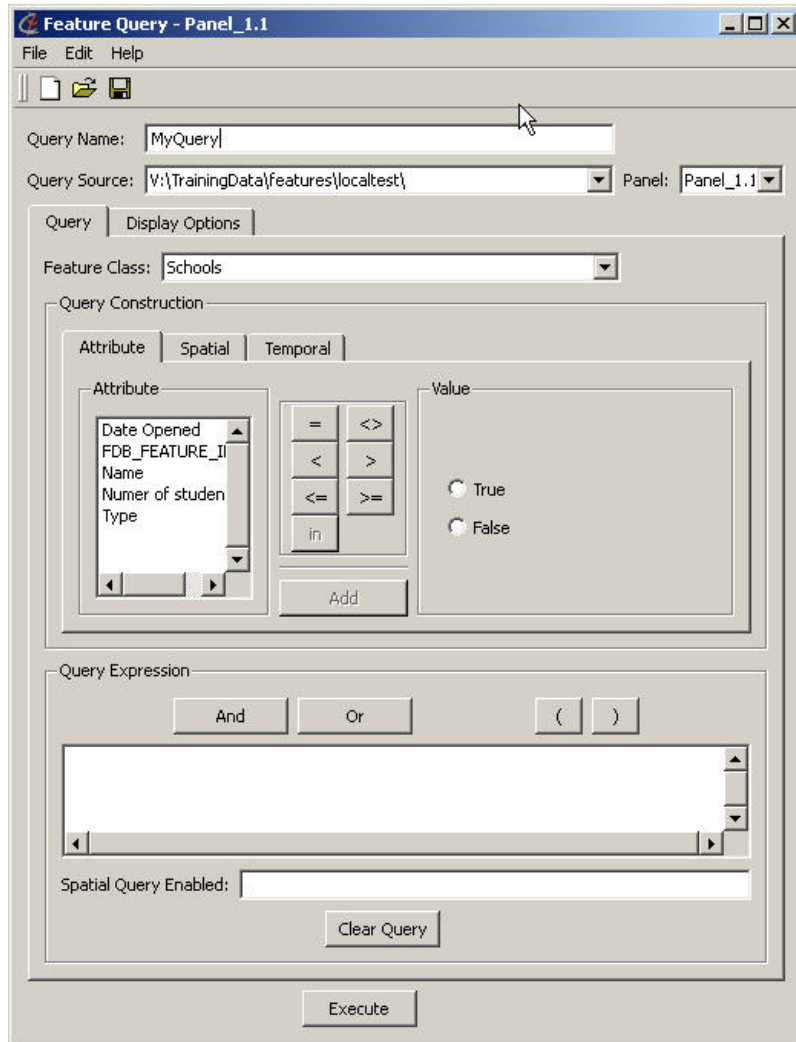 Feature Query - Panel_1.1
File Edit Help
Query Name: MyQuery
Query Source: V:\TrainingData\features\localtest\ Panel: Panel_1.1
Query Display Options
Feature Class: Schools
Query Construction
Attribute Spatial Temporal
Attribute
Date Opened
FDB_FEATURE_I
Name
Numer of studen
Type
= <>
< >
<= >=
in
Add
Value
True
False
Query Expression
And Or ( )
Spatial Query Enabled:
Clear Query
Execute